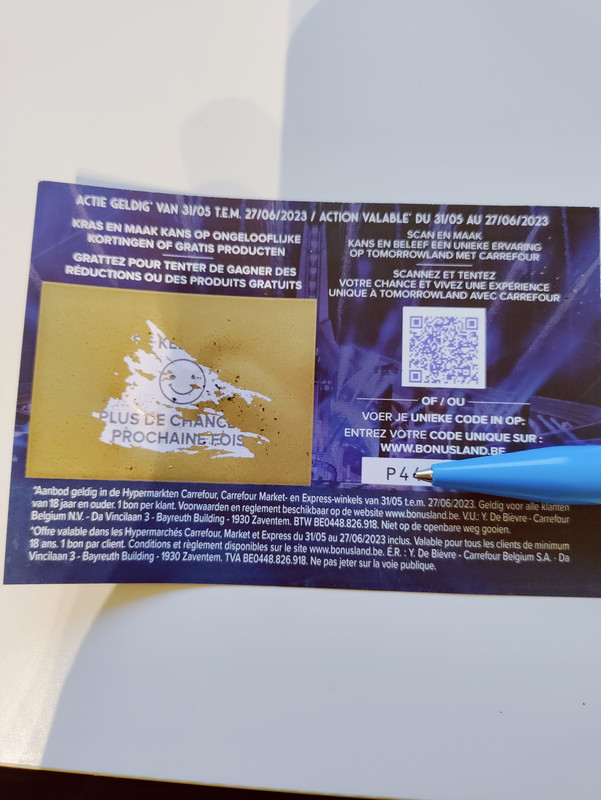 ACTIE GELDIG* VAN 31/05 T.E.M. 27/06/2023 / ACTION VALABLE* DU 31/05 AU 27/06/2023
KRAS EN MAAK KANS OP ONGELOOFLIJKE
KORTINGEN OF GRATIS PRODUCTEN
GRATTEZ POUR TENTER DE GAGNER DES
RÉDUCTIONS OU DES PRODUITS GRATUITS
PLUS DE CHANCE
PROCHAINE FOIS
SCAN EN MAAK
KANS EN BELEEF EEN UNIEKE ERVARING
OP TOMORROWLAND MET CARREFOUR
SCANNEZ ET TENTEZ
VOTRE CHANCE ET VIVEZ UNE EXPÉRIENCE
UNIQUE À TOMORROWLAND AVEC CARREFOUR
OF / OU
VOER JE UNIEKE CODE IN OP:
ENTREZ VOTRE CODE UNIQUE SUR :
WWW.BONUSLAND.BE
P44
*Aanbod geldig in de Hypermarkten Carrefour, Carrefour Market- en Express-winkels van 31/05 t.e.m. 27/06/2023. Geldig voor alle klanten
van 18 jaar en ouder. 1 bon per klant. Voorwaarden en reglement beschikbaar op de website www.bonusland.be. V.U.: Y. De Bièvre - Carrefour
Belgium N.V. - Da Vincilaan 3 - Bayreuth Building - 1930 Zaventem. BTW BE0448.826.918. Niet op de openbare weg gooien.
*Offre valable dans les Hypermarchés Carrefour, Market et Express du 31/05 au 27/06/2023 inclus. Valable pour tous les clients de minimum
18 ans. 1 bon par client. Conditions et règlement disponibles sur le site www.bonusland.be. É.R. : Y. De Bièvre - Carrefour Belgium S.A. - Da
Vincilaan 3 - Bayreuth Building - 1930 Zaventem. TVA BE0448.826.918. Ne pas jeter sur la voie publique.